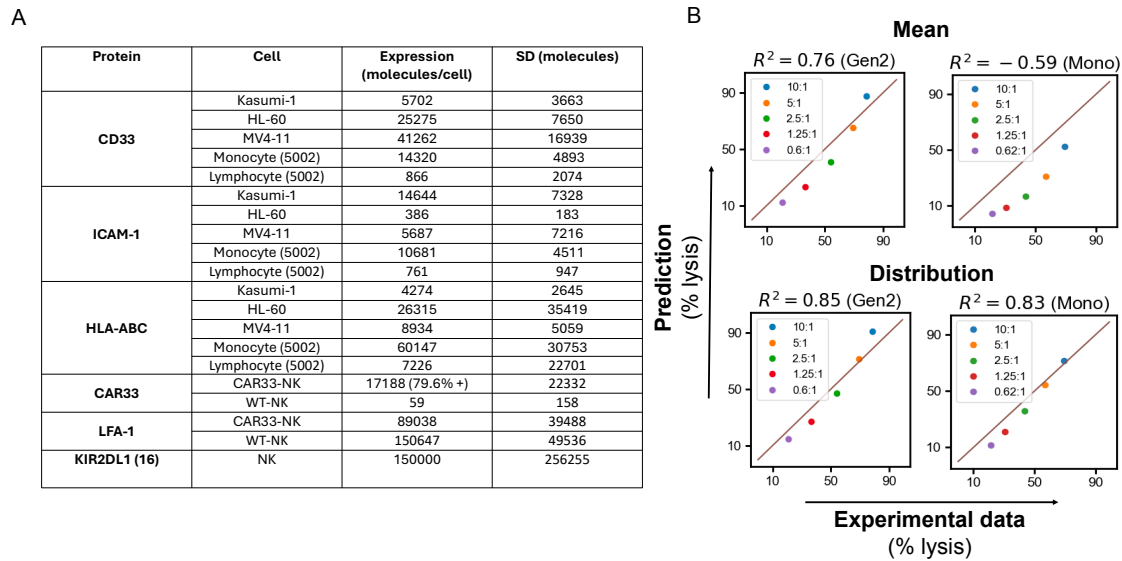 A
Protein Cell Expression (molecules/cell) SD (molecules)
CD33 Kasumi-1 5702 3663
HL-60 25275 7650
MV4-11 41262 16939
Monocyte (5002) 14320 4893
Lymphocyte (5002) 866 2074
ICAM-1 Kasumi-1 14644 7328
HL-60 386 183
MV4-11 5687 7216
Monocyte (5002) 10681 4511
Lymphocyte (5002) 761 947
HLA-ABC Kasumi-1 4274 2645
HL-60 26315 35419
MV4-11 8934 5059
Monocyte (5002) 60147 30753
Lymphocyte (5002) 7226 22701
CAR33 CAR33-NK 17188 (79.6% +) 22332
WT-NK 59 158
LFA-1 CAR33-NK 89038 39488
WT-NK 150647 49536
KIR2DL1 (16) NK 150000 256255
B
Mean
R² = 0.76 (Gen2)
90
50
10
10:1
5:1
2.5:1
1.25:1
0.6:1
10 50 90
R² = −0.59 (Mono)
90
50
10
10:1
5:1
2.5:1
1.25:1
0.62:1
10 50 90
Distribution
R² = 0.85 (Gen2)
90
50
10
10:1
5:1
2.5:1
1.25:1
0.6:1
10 50 90
R² = 0.83 (Mono)
90
50
10
10:1
5:1
2.5:1
1.25:1
0.62:1
10 50 90
Prediction
(% lysis)
Experimental data
(% lysis)